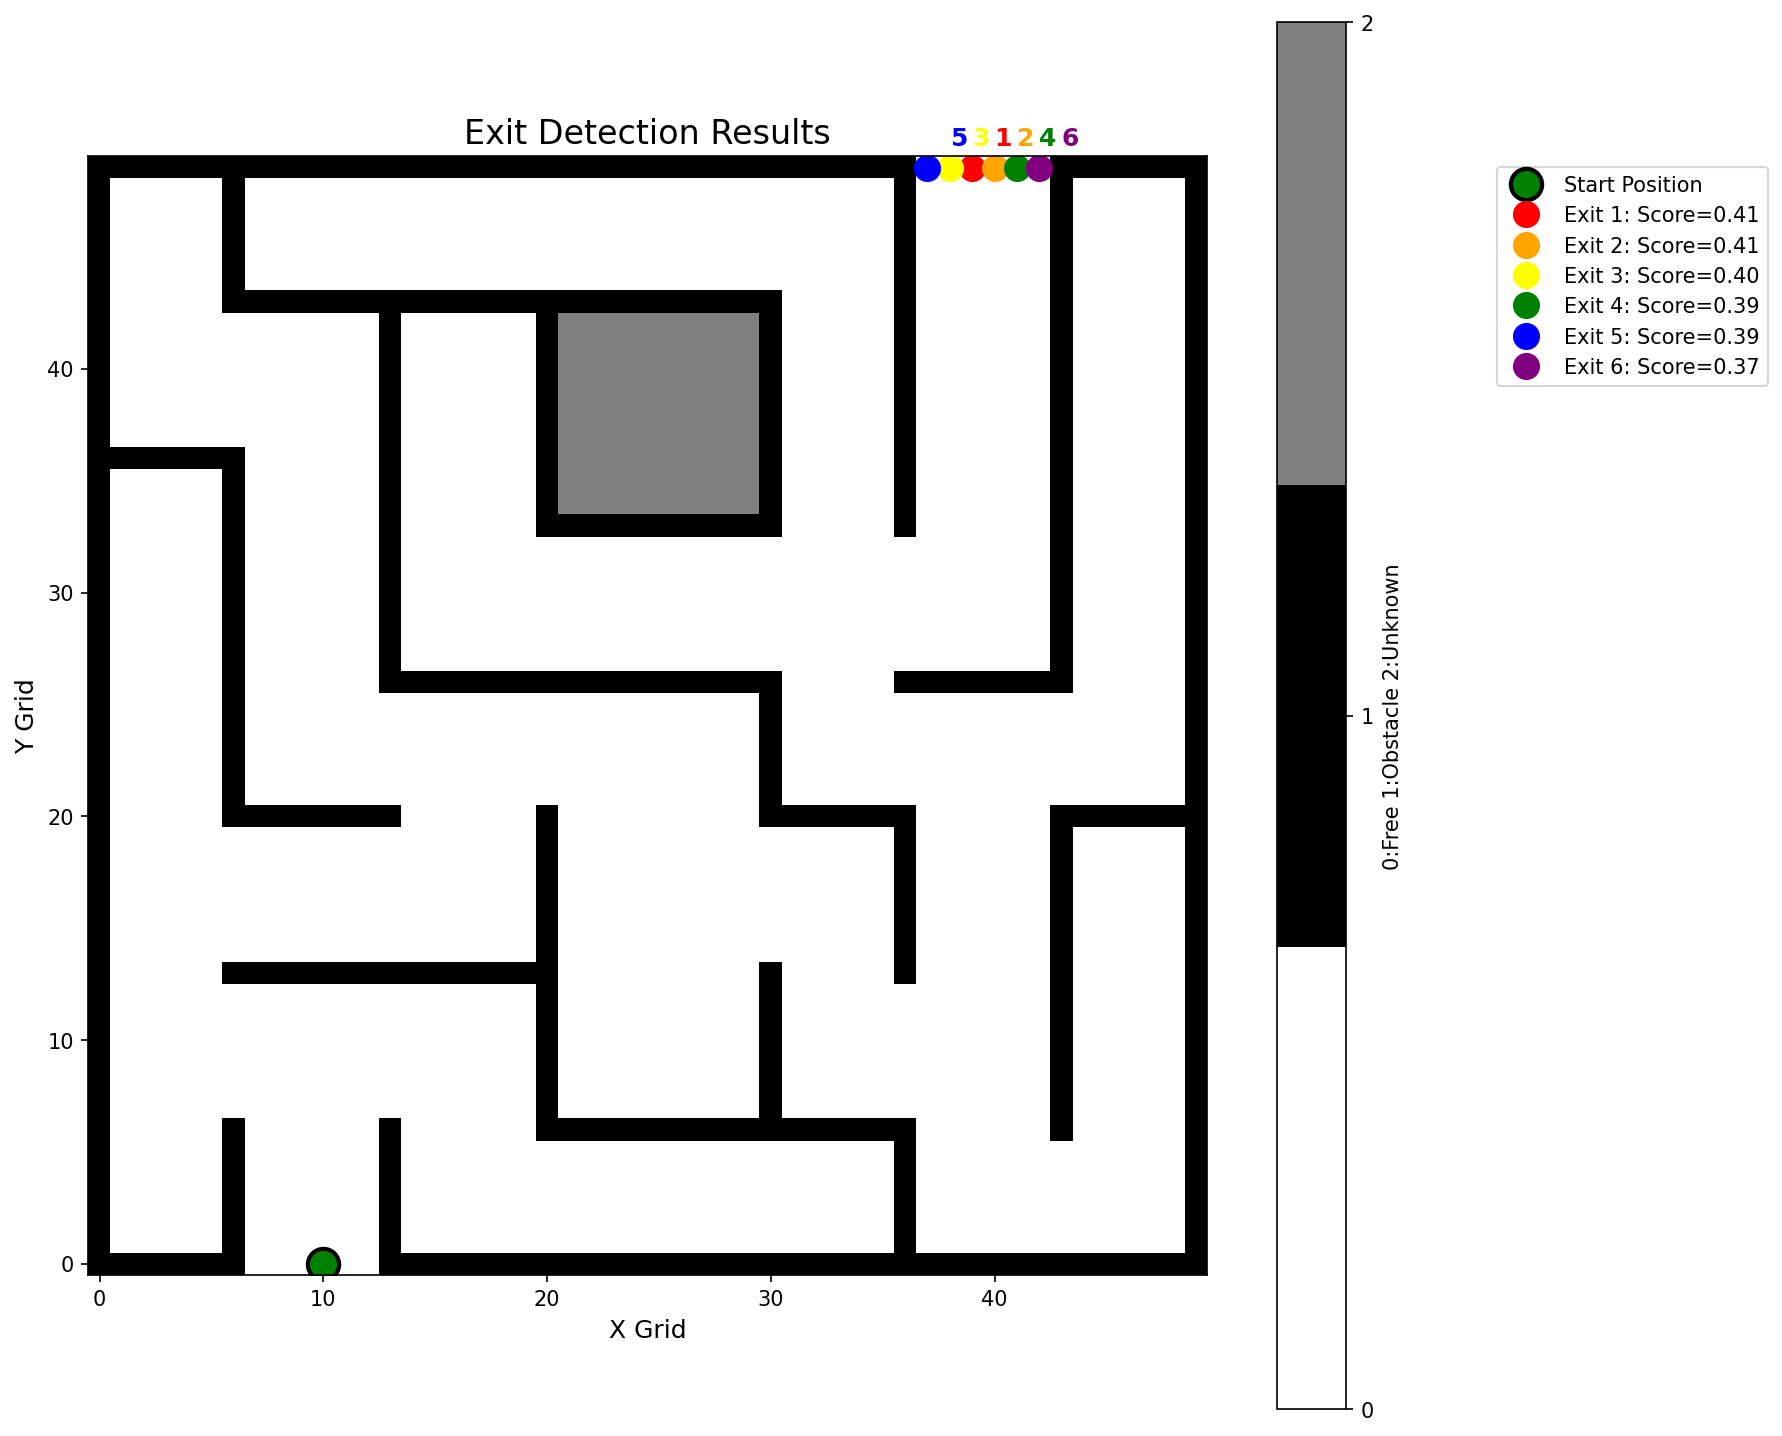 Exit Detection Results
5 3 1 2 4 6
Y Grid
40
30
20
10
0
0 10 20 30 40
X Grid
2
1
0
0:Free 1:Obstacle 2:Unknown
Start Position
Exit 1: Score=0.41
Exit 2: Score=0.41
Exit 3: Score=0.40
Exit 4: Score=0.39
Exit 5: Score=0.39
Exit 6: Score=0.37